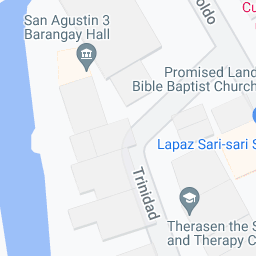 San Agustin 3
Barangay Hall
Promised Land
Bible Baptist Church
Lapaz Sari-sari S
Trinidad
Therasen the S
and Therapy C